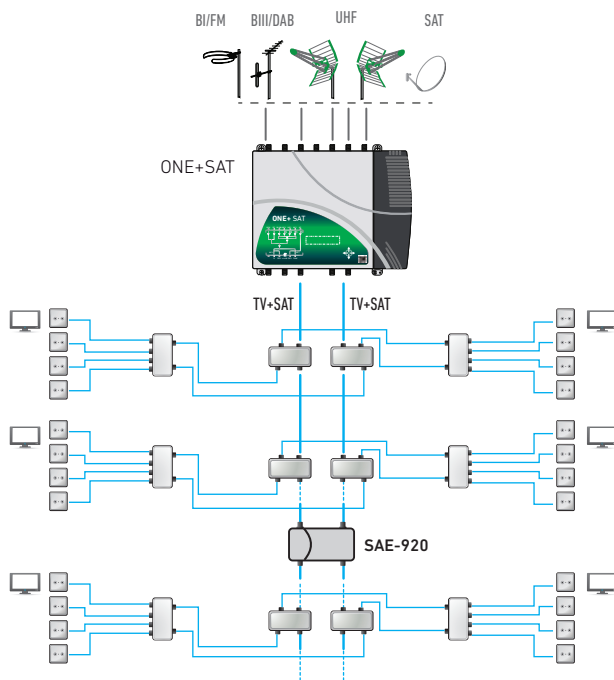 BI/FM
BIII/DAB
UHF
SAT
ONE+SAT
ONE+ SAT
TV+SAT
TV+SAT
SAE-920